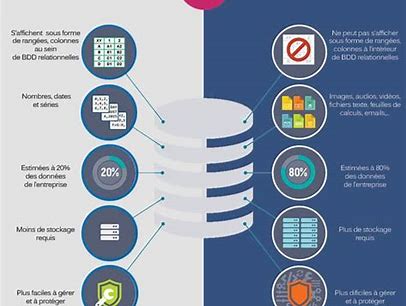 S'affichent sous forme
de rangées, colonnes
au sein
de BDD relationnelles
Nombres, dates
et séries
Estimées à 20%
des données
de l'entreprise
20%
Moins de stockage
requis
Plus faciles à gérer
et à protéger
Ne peut pas s'afficher
sous forme de rangées,
colonnes à l'intérieur
de BDD relationnelles
Images, audios, vidéos,
fichiers texte, feuilles de
calculs, emails,..
80%
Estimées à 80%
des données
de l'entreprise
Plus de stockage
requis
Plus difficiles à gérer
et à protéger